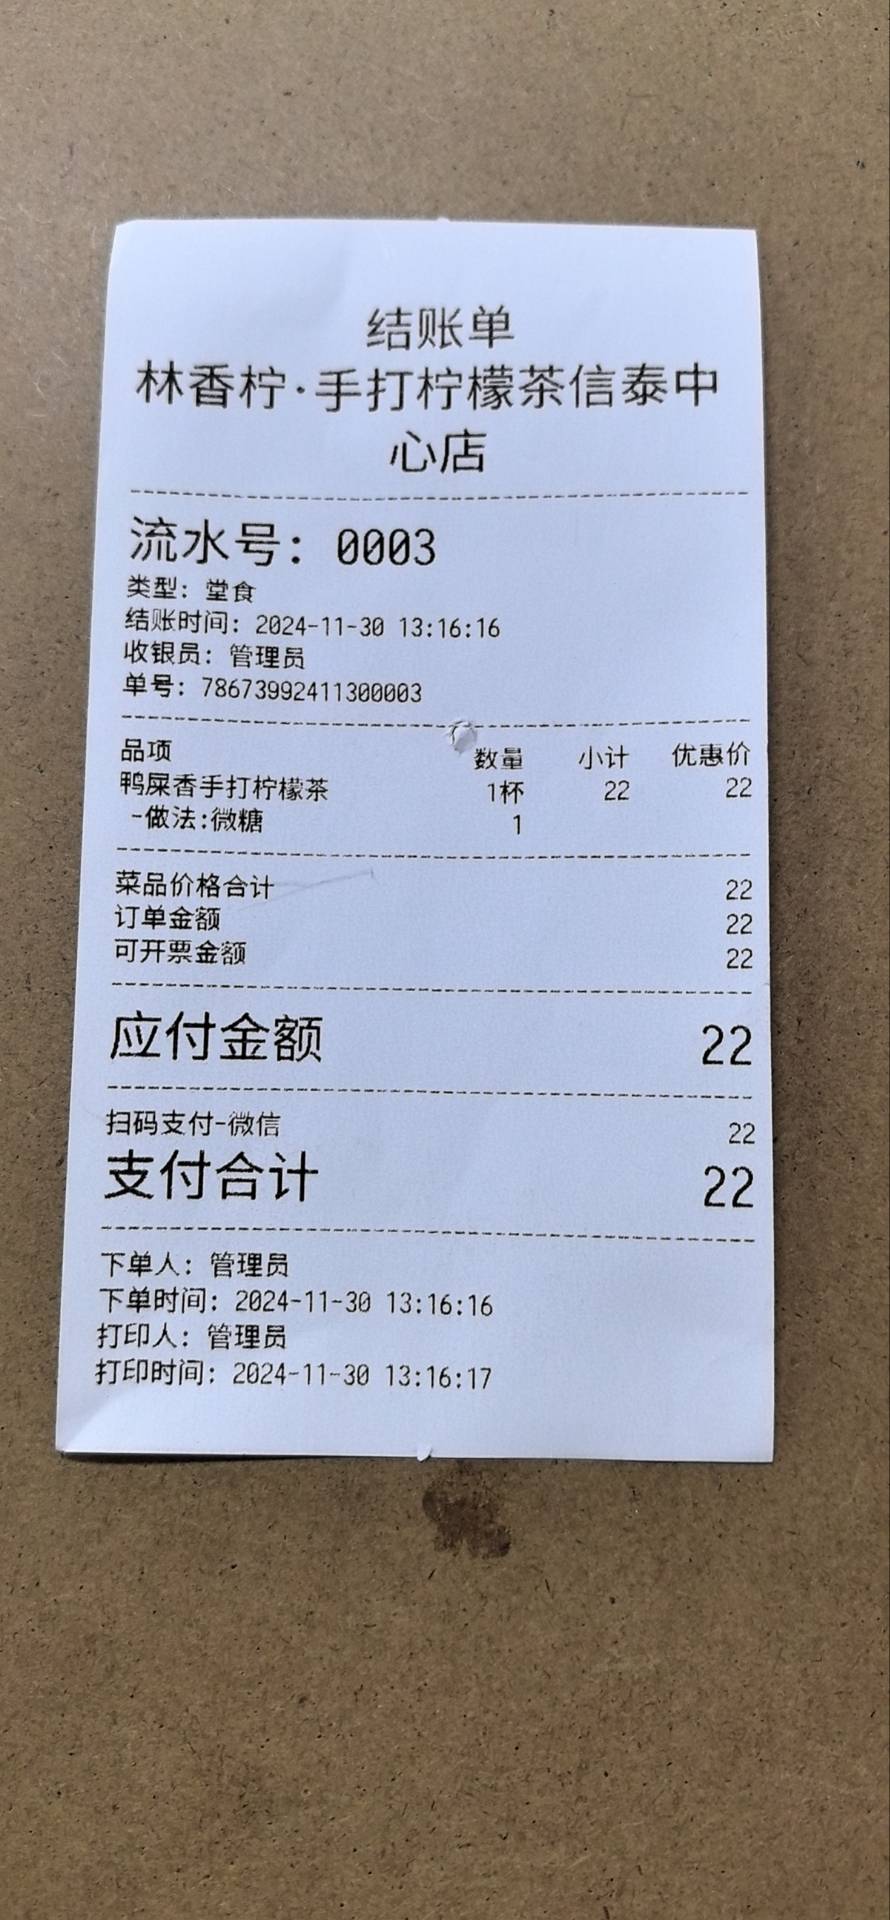 结账单
林香柠·手打柠檬茶信泰中
心店
流水号: 0003
类型: 堂食
结账时间: 2024-11-30 13:16:16
收银员: 管理员
单号: 78673992411300003
品项 数量 小计 优惠价
鸭屎香手打柠檬茶 1杯 22 22
-做法:微糖 1
菜品价格合计 22
订单金额 22
可开票金额 22
应付金额 22
扫码支付-微信 22
支付合计 22
下单人: 管理员
下单时间: 2024-11-30 13:16:16
打印人: 管理员
打印时间: 2024-11-30 13:16:17